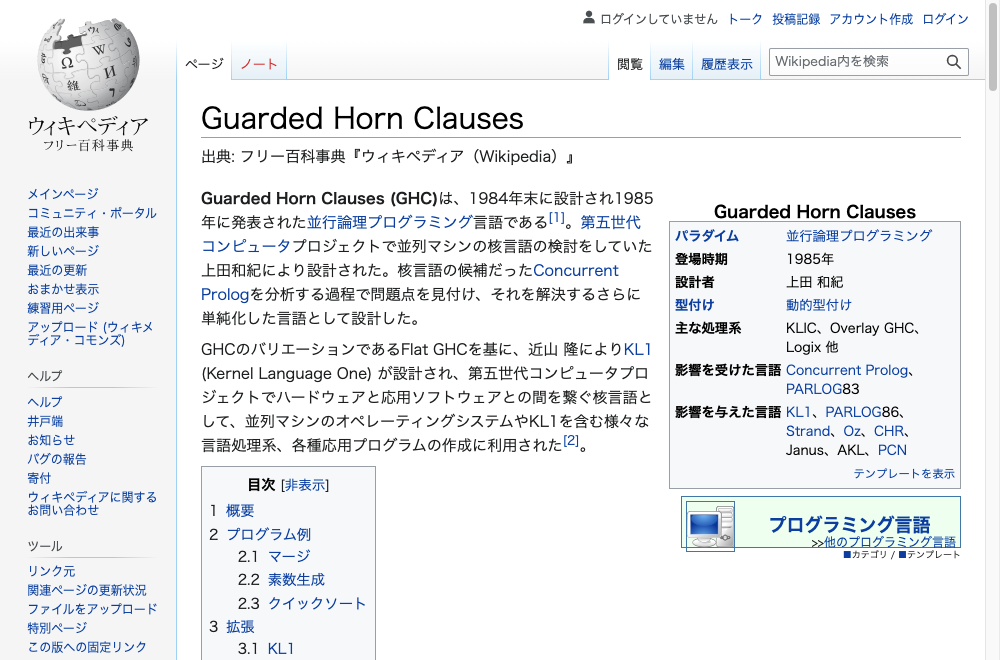 ログインしていません トーク 投稿記録 アカウント作成 ログイン
ページ ノート 閲覧 編集 履歴表示 Wikipedia内を検索
ウィキペディア
フリー百科事典
メインページ
コミュニティ・ポータル
最近の出来事
新しいページ
最近の更新
おまかせ表示
練習用ページ
アップロード (ウィキメ
ディア・コモンズ)
ヘルプ
ヘルプ
井戸端
お知らせ
バグの報告
寄付
ウィキペディアに関する
お問い合わせ
ツール
リンク元
関連ページの更新状況
ファイルをアップロード
特別ページ
この版への固定リンク
Guarded Horn Clauses
出典: フリー百科事典『ウィキペディア（Wikipedia）』
Guarded Horn Clauses (GHC)は、1984年末に設計され1985
年に発表された並行論理プログラミング言語である[1]。第五世代
コンピュータプロジェクトで並列マシンの核言語の検討をしていた
上田和紀により設計された。核言語の候補だったConcurrent
Prologを分析する過程で問題点を見付け、それを解決するさらに
単純化した言語として設計した。
GHCのバリエーションであるFlat GHCを基に、近山 隆によりKL1
(Kernel Language One) が設計され、第五世代コンピュータプロ
ジェクトでハードウェアと応用ソフトウェアとの間を繋ぐ核言語と
して、並列マシンのオペレーティングシステムやKL1を含む様々な
言語処理系、各種応用プログラムの作成に利用された[2]。
目次 [非表示]
1 概要
2 プログラム例
2.1 マージ
2.2 素数生成
2.3 クイックソート
3 拡張
3.1 KL1
Guarded Horn Clauses
パラダイム 並行論理プログラミング
登場時期 1985年
設計者 上田 和紀
型付け 動的型付け
主な処理系 KLIC、Overlay GHC、
Logix 他
影響を受けた言語 Concurrent Prolog、
PARLOG83
影響を与えた言語 KL1、PARLOG86、
Strand、Oz、CHR、
Janus、AKL、PCN
テンプレートを表示
プログラミング言語
>>他のプログラミング言語
■カテゴリ / ■テンプレート